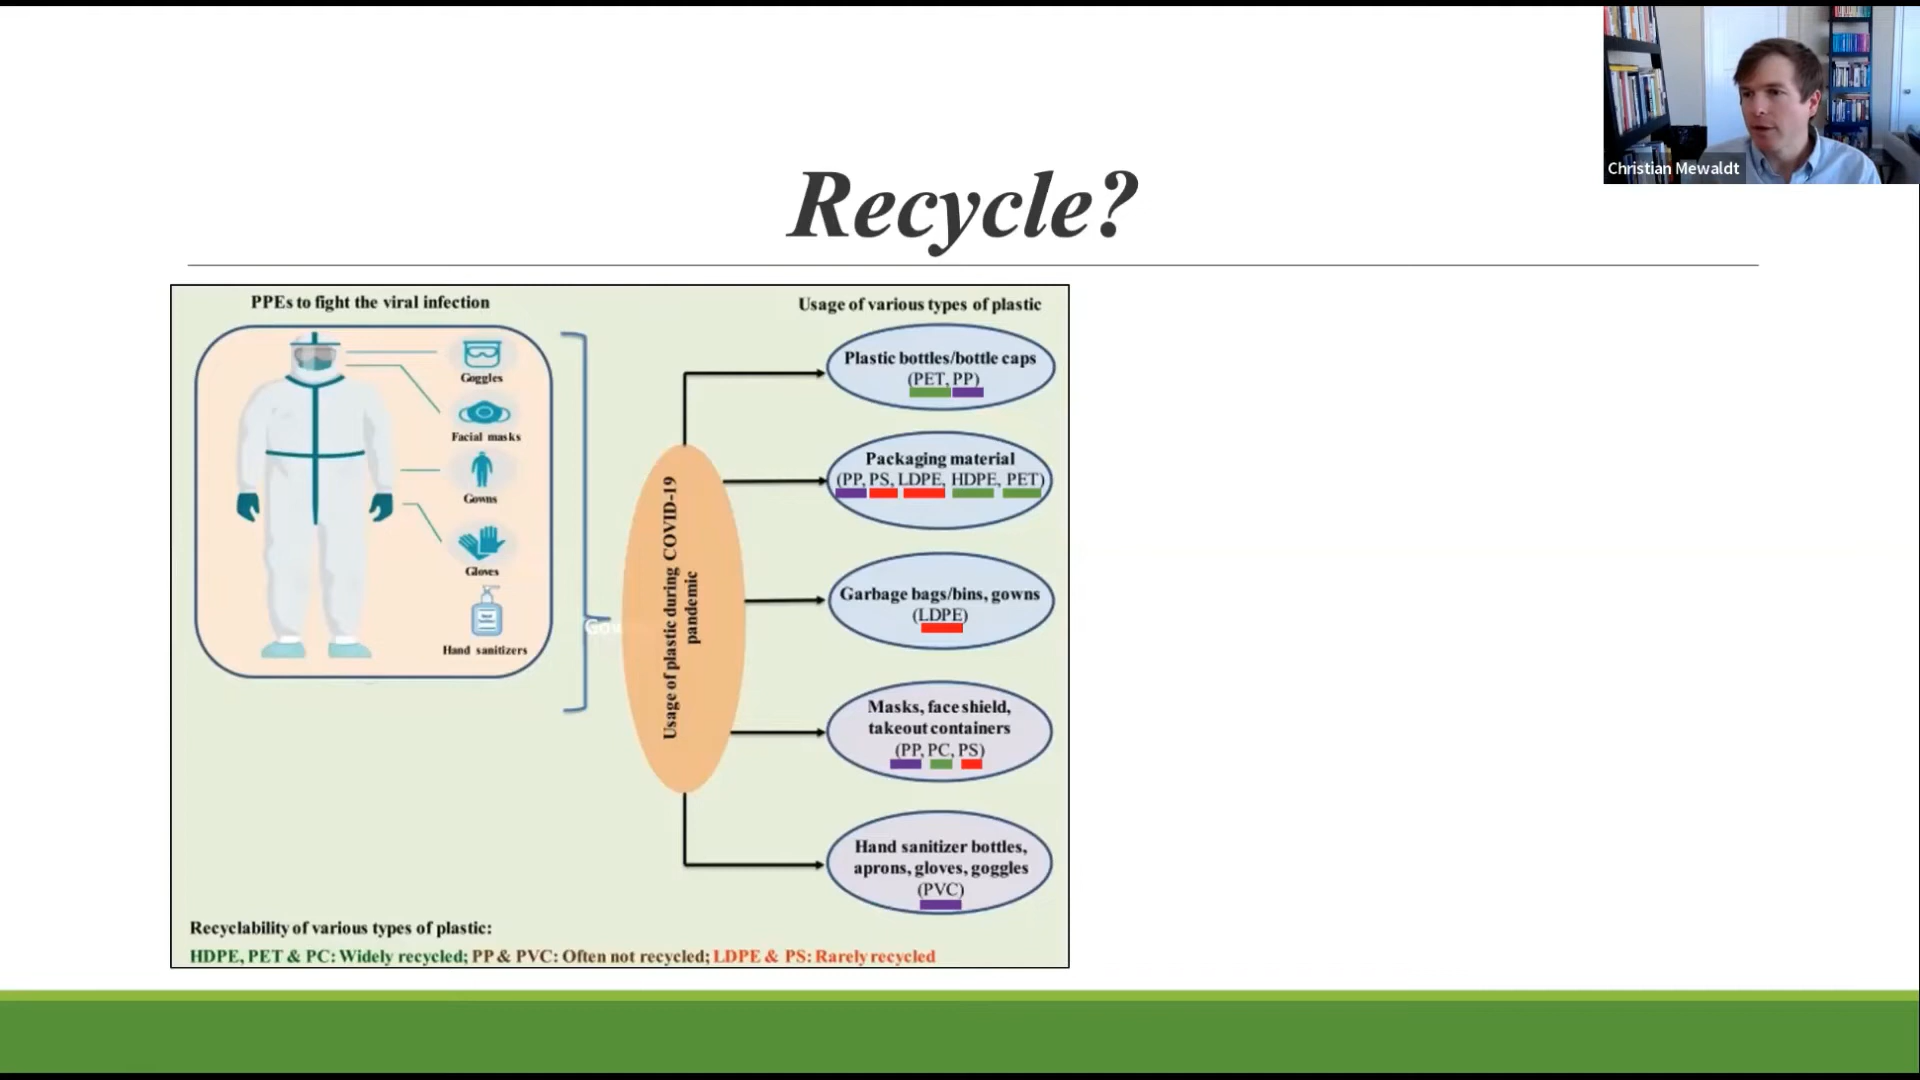 Christian Mewaldt
Recycle?
PPEs to fight the viral infection
Goggles
Facial masks
Gowns
Gloves
Hand sanitizers
Usage of plastic during COVID-19
pandemic
Usage of various types of plastic
Plastic bottles/bottle caps
(PET, PP)
Packaging material
(PP, PS, LDPE, HDPE, PET)
Garbage bags/bins, gowns
(LDPE)
Masks, face shield,
takeout containers
(PP, PC, PS)
Hand sanitizer bottles,
aprons, gloves, goggles
(PVC)
Recyclability of various types of plastic:
HDPE, PET & PC: Widely recycled; PP & PVC: Often not recycled; LDPE & PS: Rarely recycled